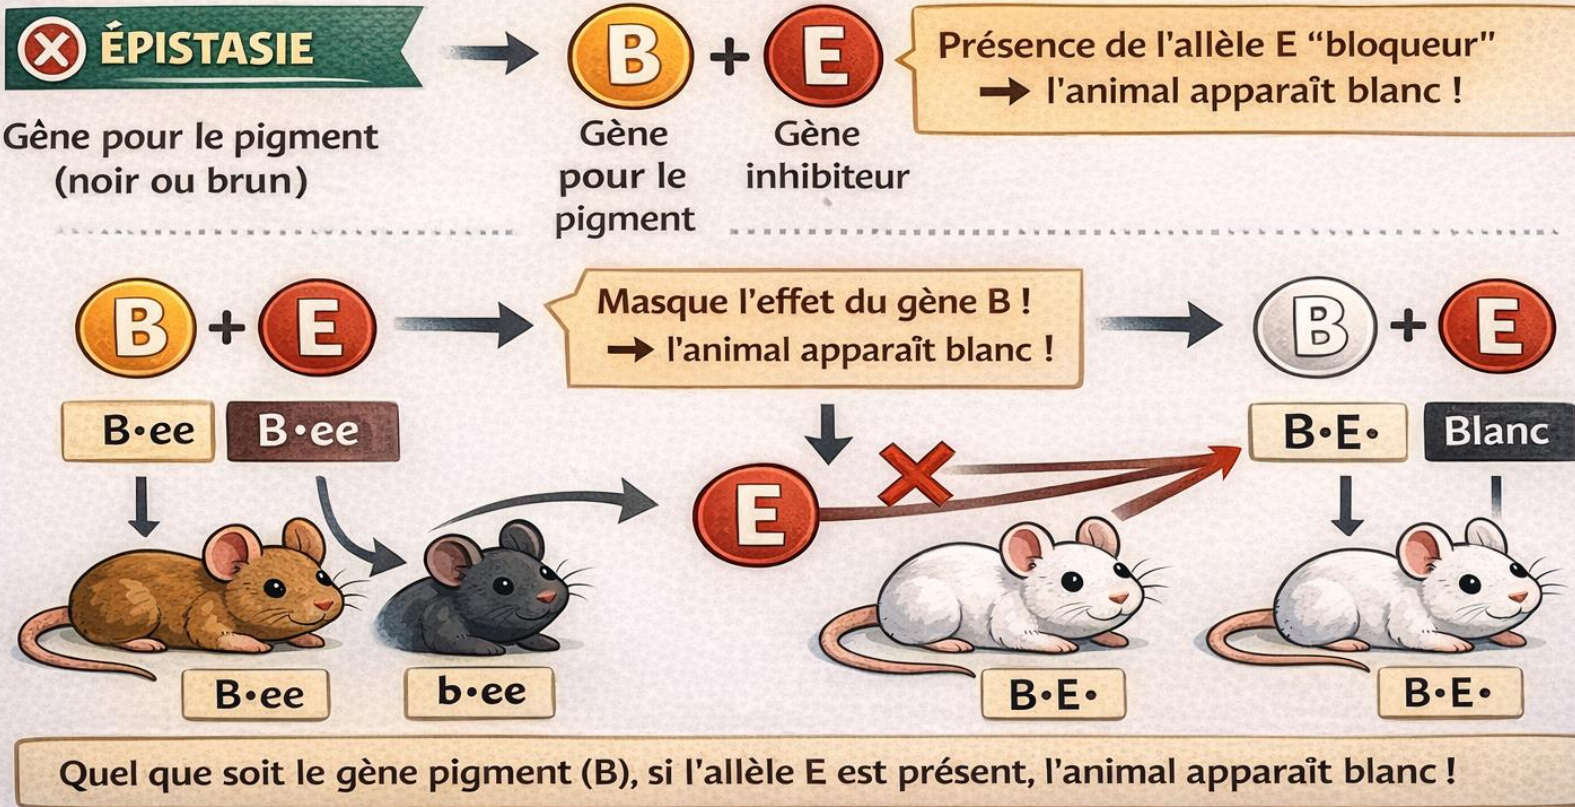 ÉPISTASIE
B + E
Présence de l'allèle E “bloqueur”
➞ l'animal apparaît blanc !
Gêne pour le pigment
(noir ou brun)
Gène
pour le
pigment
Gène
inhibiteur
B + E
Masque l'effet du gène B !
➞ l'animal apparaît blanc !
B + E
B•ee
B•ee
B•E•
Blanc
E
B•ee
b•ee
B•E•
B•E•
Quel que soit le gène pigment (B), si l'allèle E est présent, l'animal apparaît blanc !